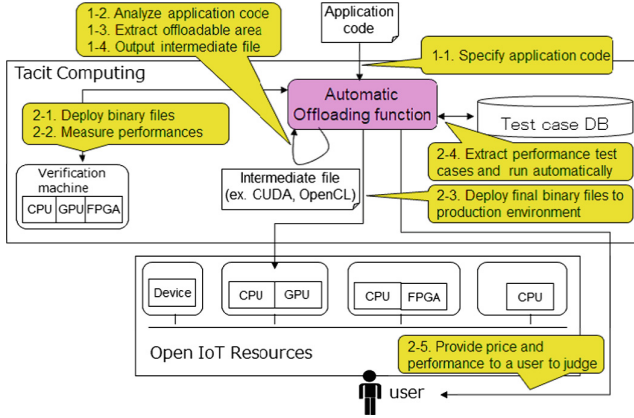 1-2. Analyze application code
1-3. Extract offloadable area
1-4. Output intermediate file
Application
code
1-1. Specify application code
Tacit Computing
Automatic
Offloading function
2-1. Deploy binary files
2-2. Measure performances
Test case DB
2-4. Extract performance test
cases and run automatically
Verification
machine
CPU GPU FPGA
Intermediate file
(ex. CUDA, OpenCL)
2-3. Deploy final binary files to
production environment
Device
CPU GPU
CPU FPGA
CPU
Open IoT Resources
2-5. Provide price and
performance to a user to judge
user